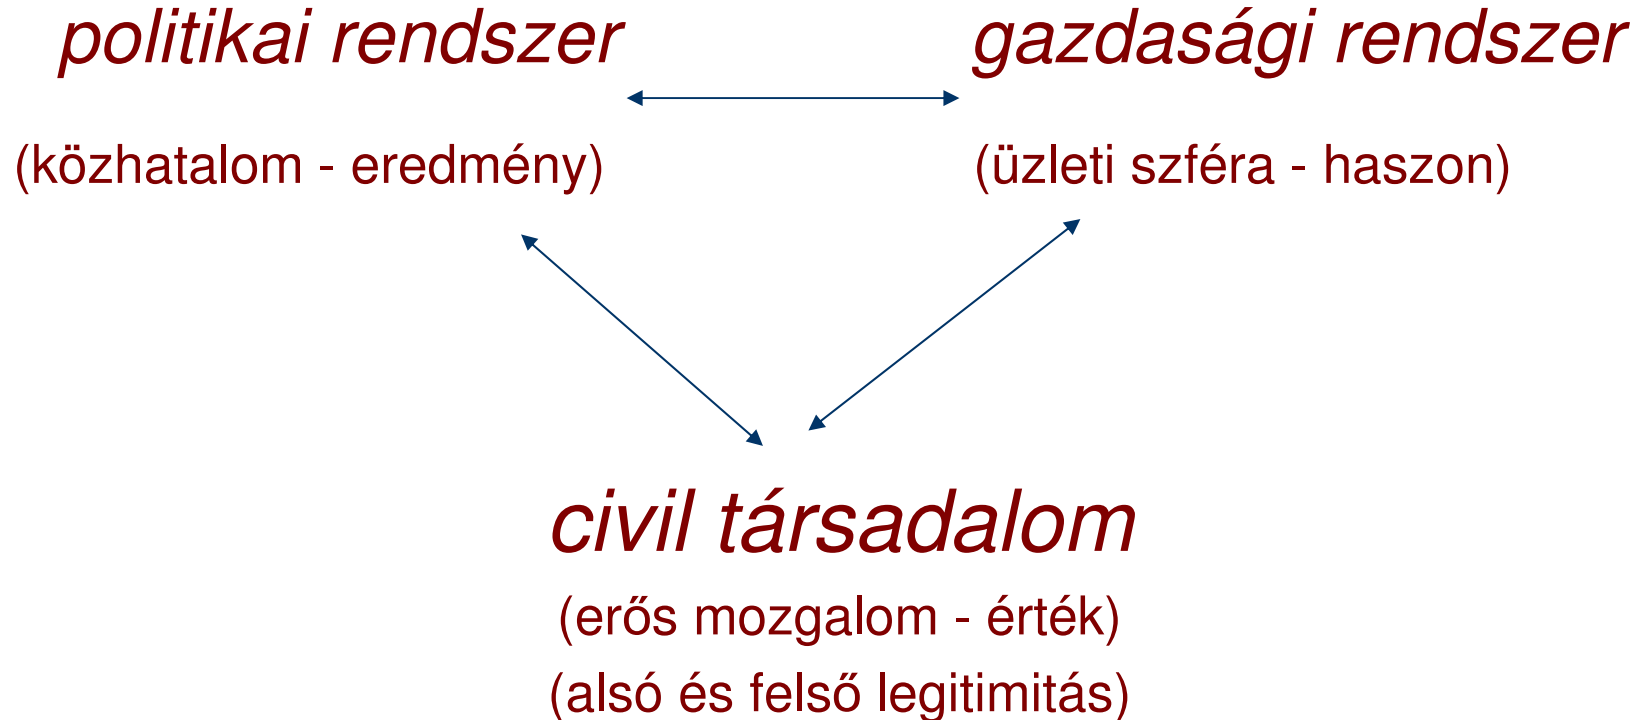 politikai rendszer
gazdasági rendszer
(közhatalom - eredmény)
(üzleti szféra - haszon)
civil társadalom
(erős mozgalom - érték)
(alsó és felső legitimitás)